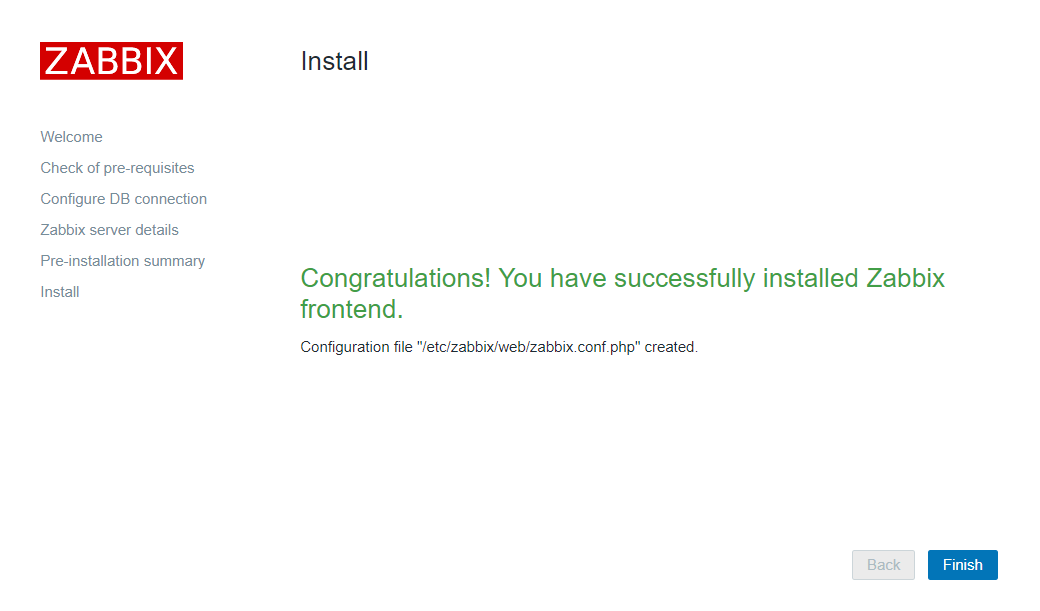 ZABBIX
Install
Welcome
Check of pre-requisites
Configure DB connection
Zabbix server details
Pre-installation summary
Install
Congratulations! You have successfully installed Zabbix
frontend.
Configuration file "/etc/zabbix/web/zabbix.conf.php" created.
Back
Finish